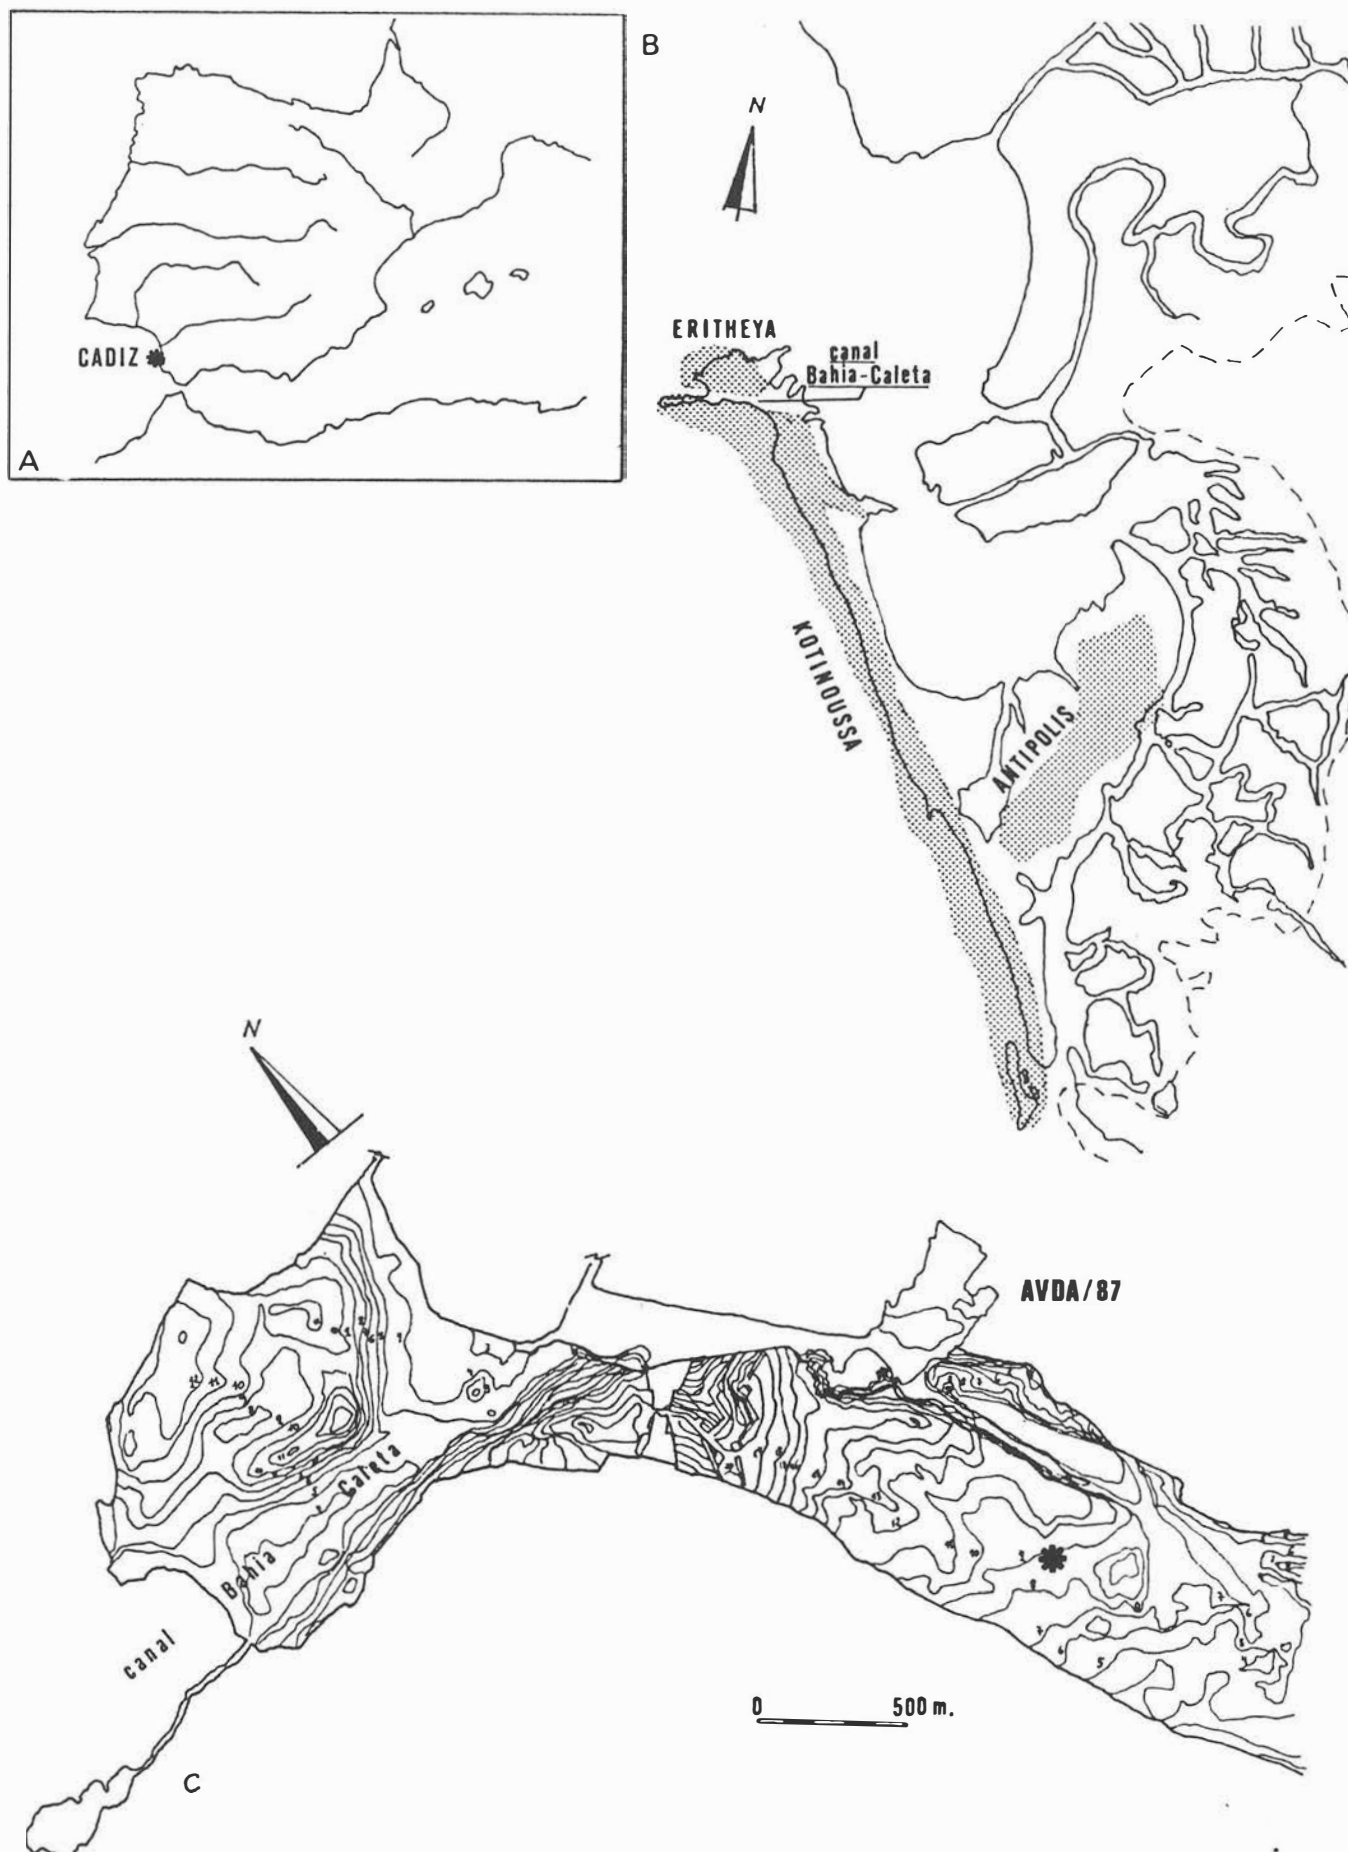 CADIZ
A
B
N
ERITHEYA
canal
Bahia-Caleta
KOTINOUSSA
ANTIPOLIS
N
AVDA/87
Caleta
Bahia
canal
0 500 m.
C